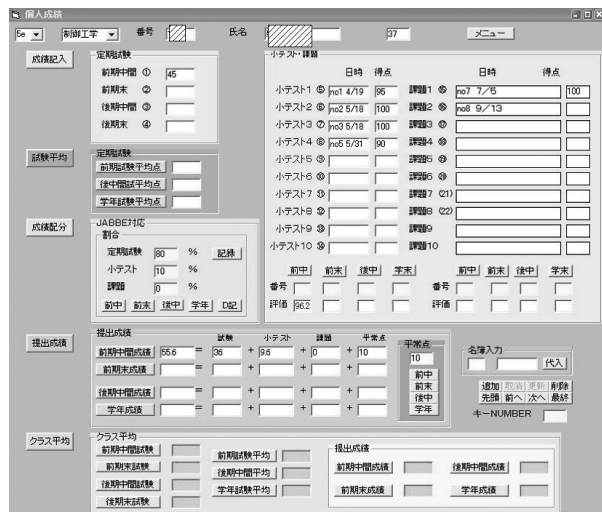 個人成績
5e 制御工学 番号 氏名 37 メニュー
成績記入
定期試験
前期中間 ① 45
前期末 ②
後期中間 ③
後期末 ④
小テスト・課題
日時 得点 日時 得点
小テスト1 ⑤ no1 4/19 95 課題1 ⑮ no7 7/5 100
小テスト2 ⑥ no2 5/18 100 課題2 ⑯ no8 9/13
小テスト3 ⑦ no3 5/18 100 課題3 ⑰
小テスト4 ⑧ no5 5/31 90 課題4 ⑱
小テスト5 ⑨ 課題5 ⑲
小テスト6 ⑩ 課題6 ⑳
小テスト7 ⑪ 課題7 (21)
小テスト8 ⑫ 課題8 (22)
小テスト9 ⑬ 課題9
小テスト10 ⑭ 課題10
前中 前末 後中 学末 前中 前末 後中 学末
番号 番号
評価 96.2 評価
試験平均
定期試験
前期試験平均点
後中間試平均点
学年試験平均点
成績配分
JABBE対応
割合
定期試験 80 % 記録
小テスト 10 %
課題 0 %
前中 前末 後中 学年 D記
提出成績
提出成績
試験 小テスト 課題 平常点
前期中間成績 55.6 = 36 + 9.6 + 0 + 10
前期末成績 = + + +
後期中間成績 = + + +
学年成績 = + + +
平常点
10
前中
前末
後中
学年
名簿入力
代入
追加 取消 更新 削除
先頭 前へ 次へ 最終
キーNUMBER
クラス平均
クラス平均
前期中間試験
前期末試験
後期中間試験
後期末試験
前期試験平均
後期中間平均
学年試験平均
提出成績
前期中間成績 後期中間成績
前期末成績 学年成績